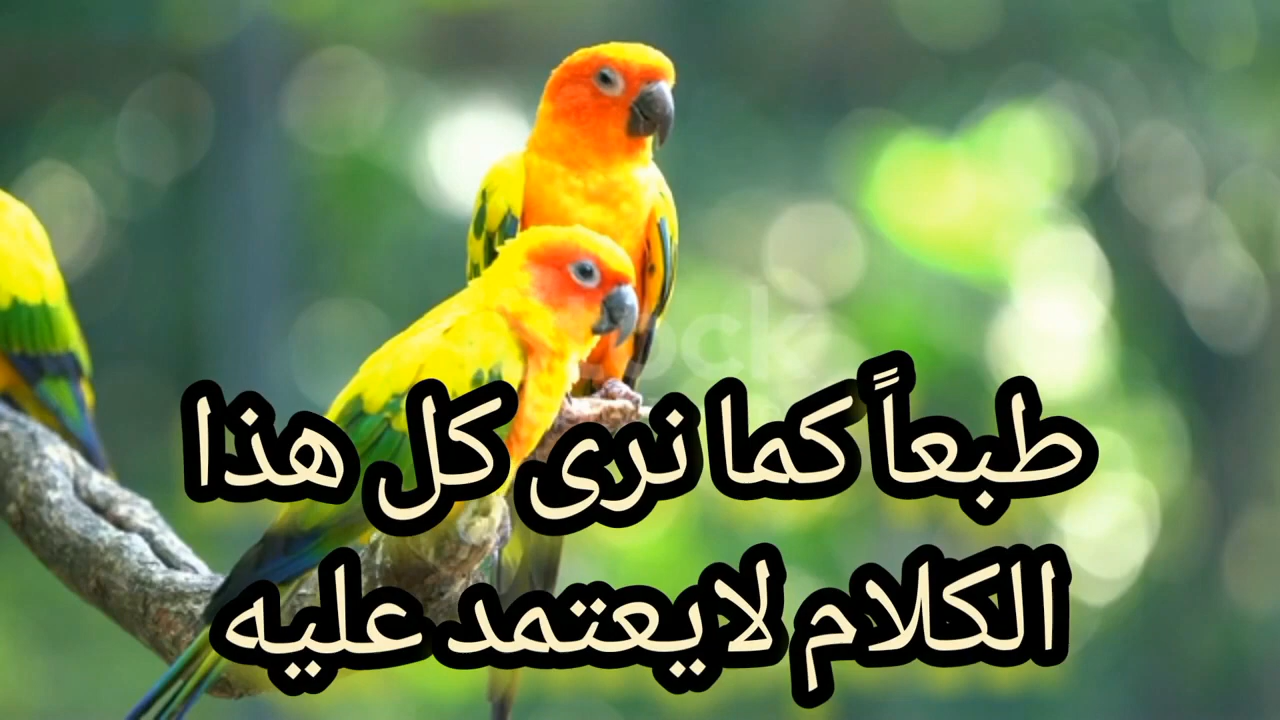 طبعاً كما نرى كل هذا
الكلام لايعتمد عليه